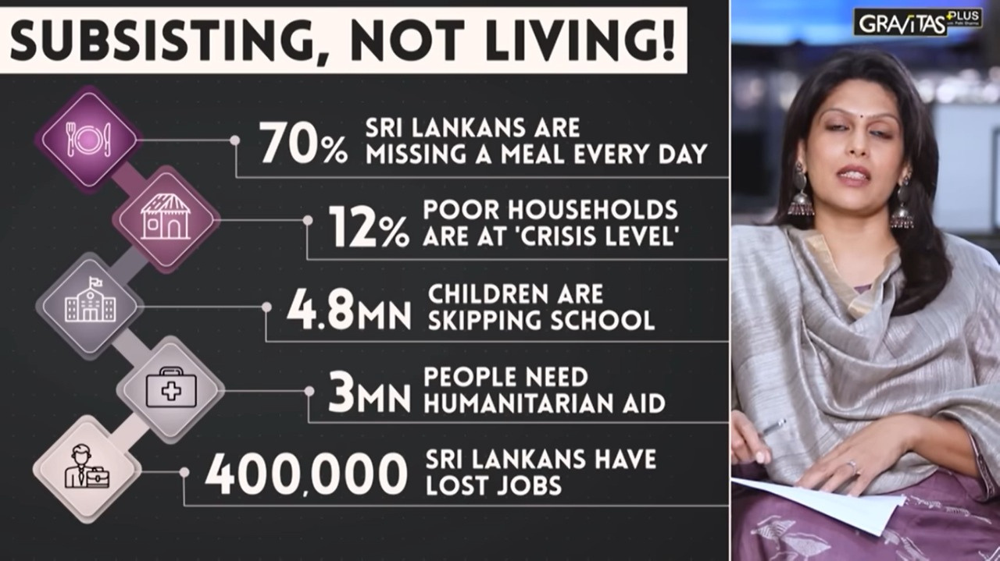 SUBSISTING, NOT LIVING!
GRAVITAS PLUS
70% SRI LANKANS ARE
MISSING A MEAL EVERY DAY
12% POOR HOUSEHOLDS
ARE AT 'CRISIS LEVEL'
4.8MN CHILDREN ARE
SKIPPING SCHOOL
3MN PEOPLE NEED
HUMANITARIAN AID
400,000 SRI LANKANS HAVE
LOST JOBS